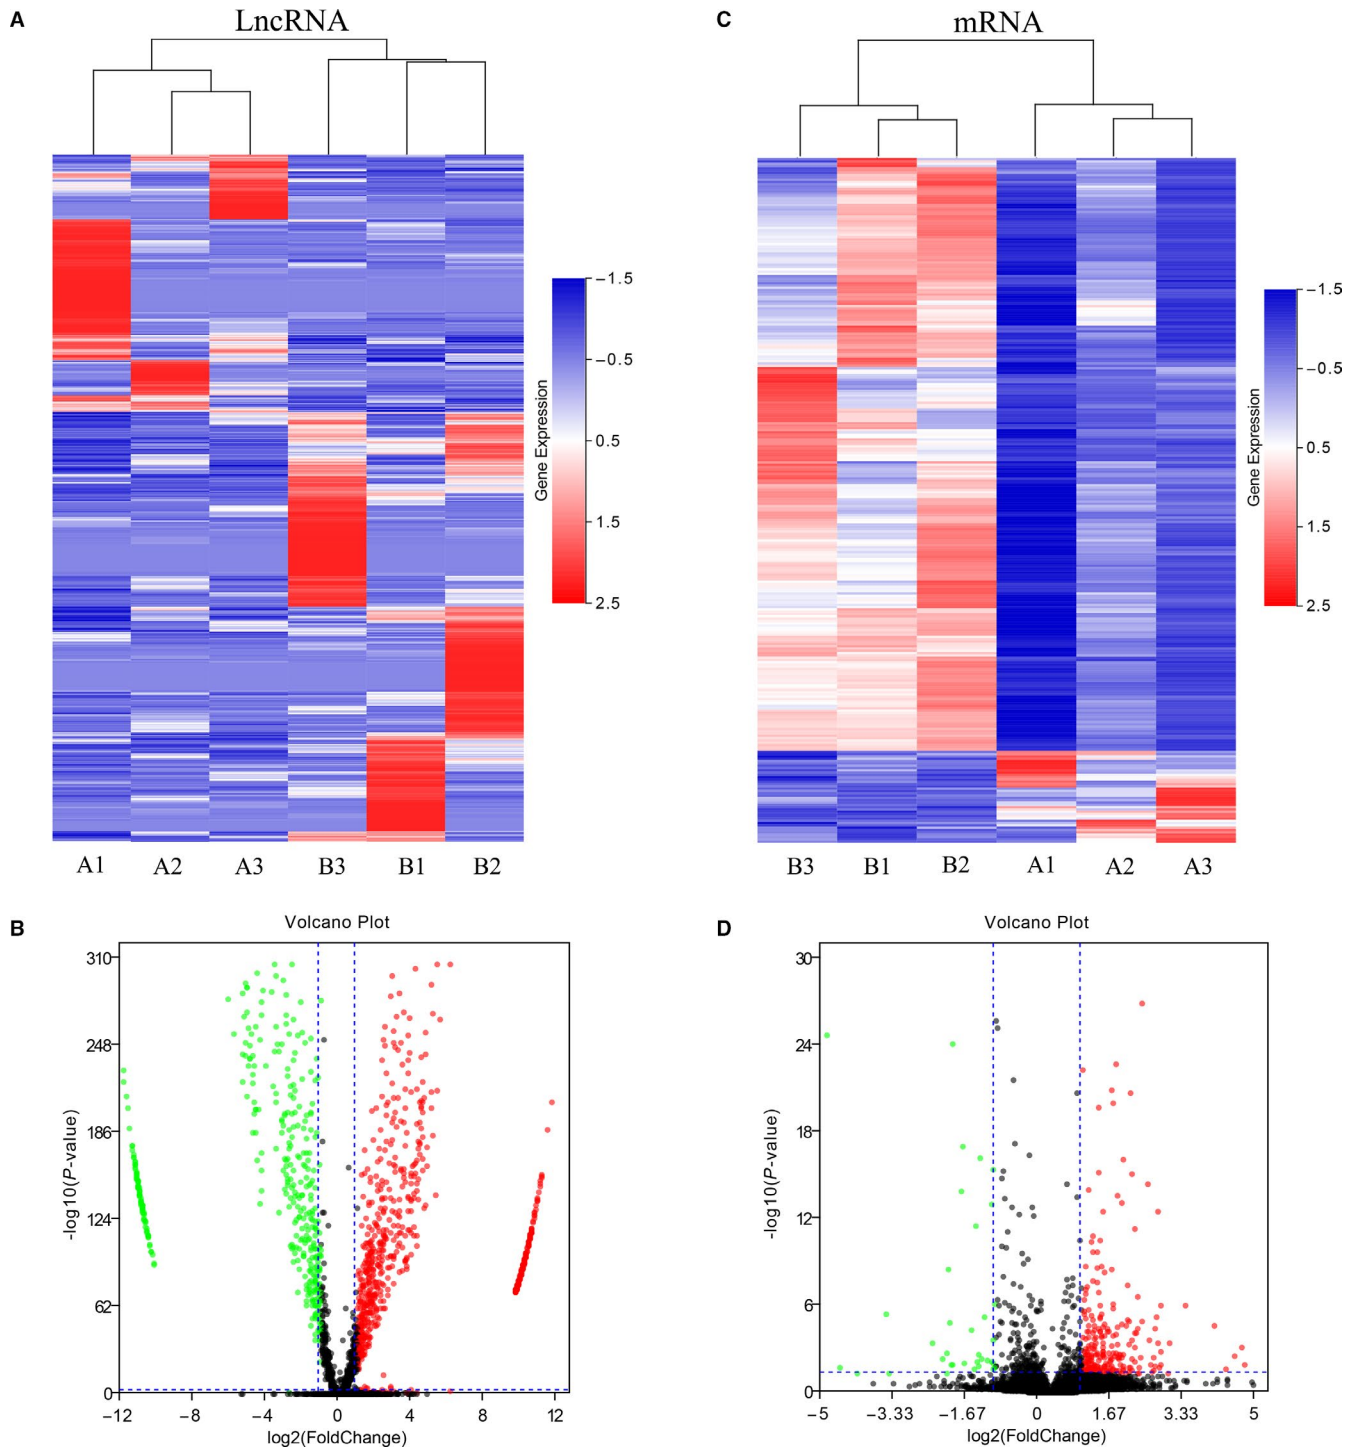 A
LncRNA
−1.5
−0.5
0.5
1.5
2.5
Gene Expression
A1 A2 A3 B3 B1 B2
C
mRNA
−1.5
−0.5
0.5
1.5
2.5
Gene Expression
B3 B1 B2 A1 A2 A3
B
Volcano Plot
310
248
186
124
62
0
-log10(P-value)
−12 −8 −4 0 4 8 12
log2(FoldChange)
D
Volcano Plot
30
24
18
12
6
0
-log10(P-value)
−5 −3.33 −1.67 0 1.67 3.33 5
log2(FoldChange)